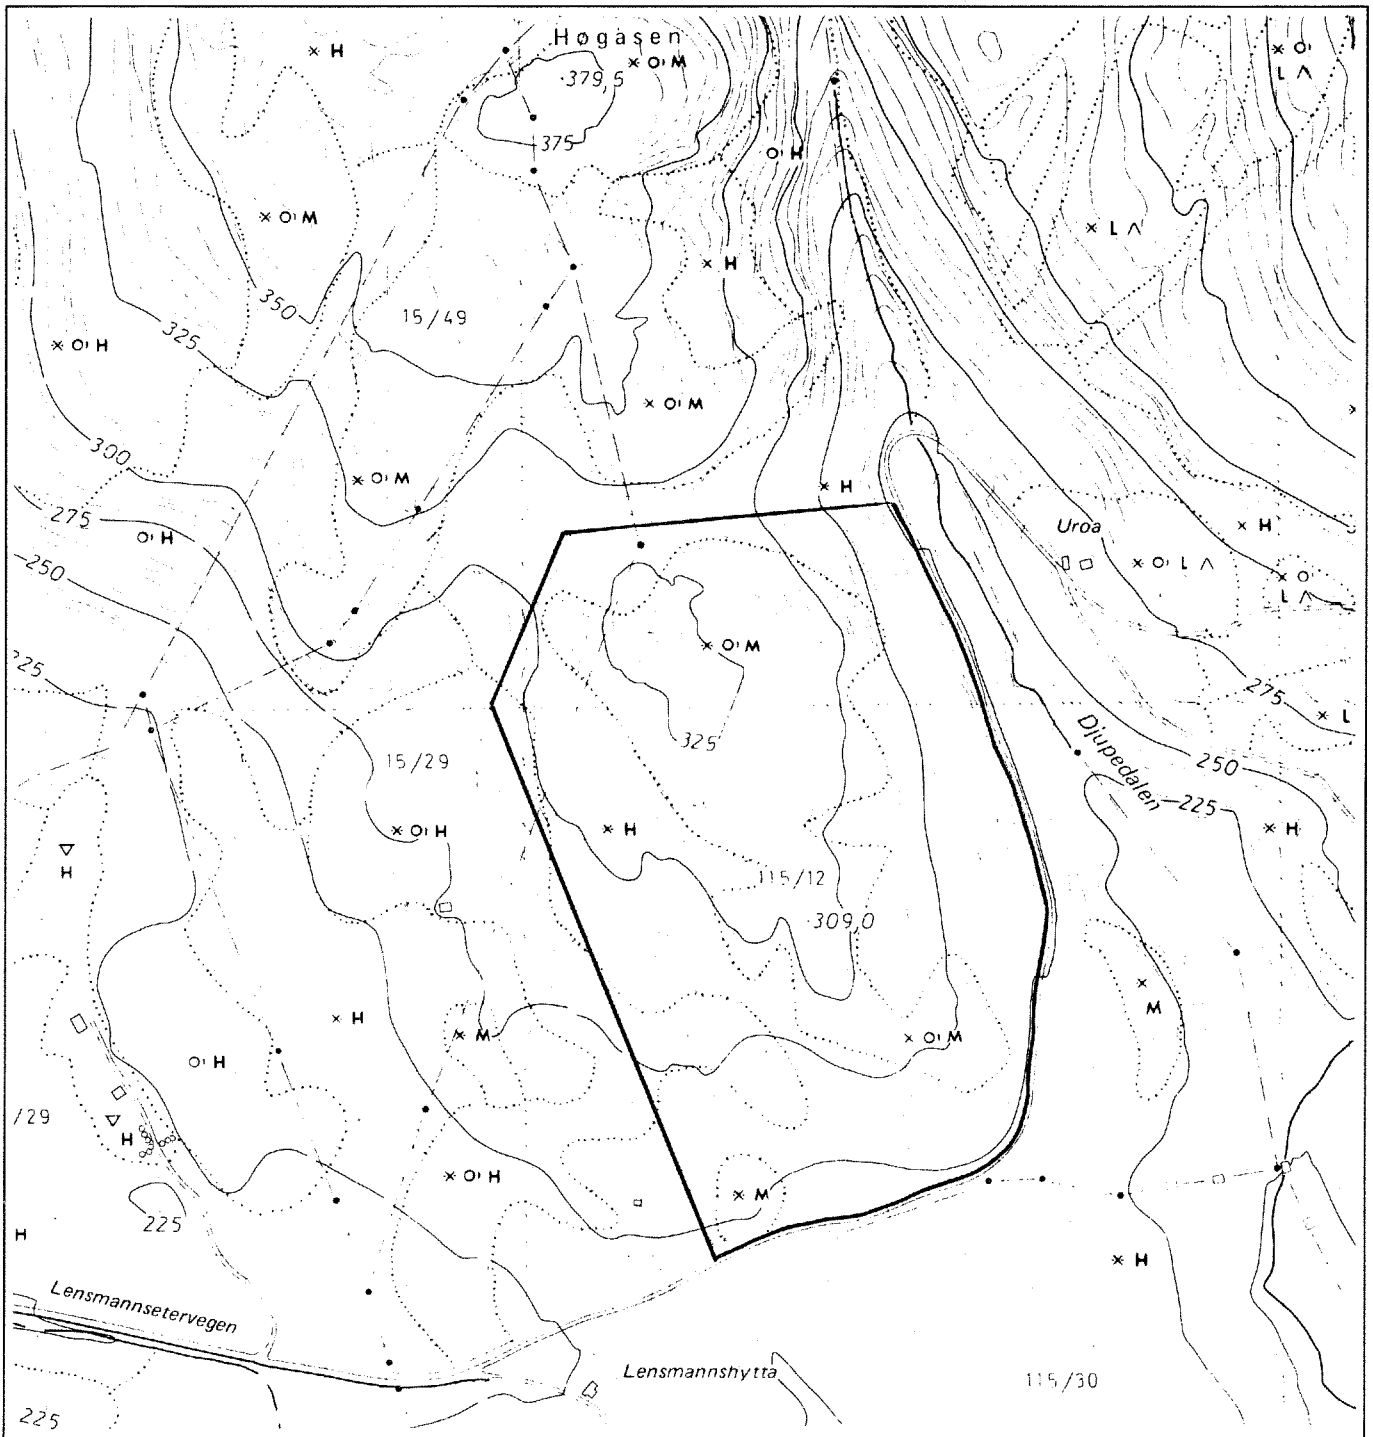 Høgåsen
× H
× O M
× O
L Λ
·379,5
375
O H
× O M
× H
× L Λ
350
15/49
325
× O H
× O M
300
× O M
× H
275
O H
Uroa
× H
250
× O L Λ
× O
L Λ
× O M
225
275
× L
325
Djupedalen
15/29
250
225
× H
× O H
× H
H
115/12
·309,0
× H
× M
M
× O M
O H
/29
H
× O H
× M
225
H
× H
Lensmannsetervegen
Lensmannshytta
115/30
225